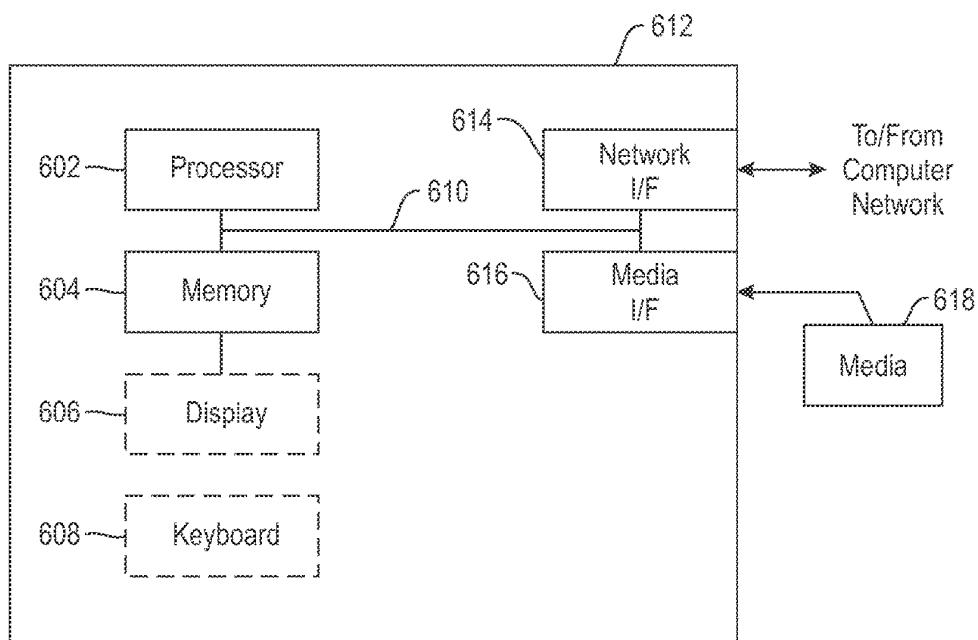 612
602
Processor
614
Network
I/F
To/From
Computer
Network
610
604
Memory
616
Media
I/F
618
Media
606
Display
608
Keyboard